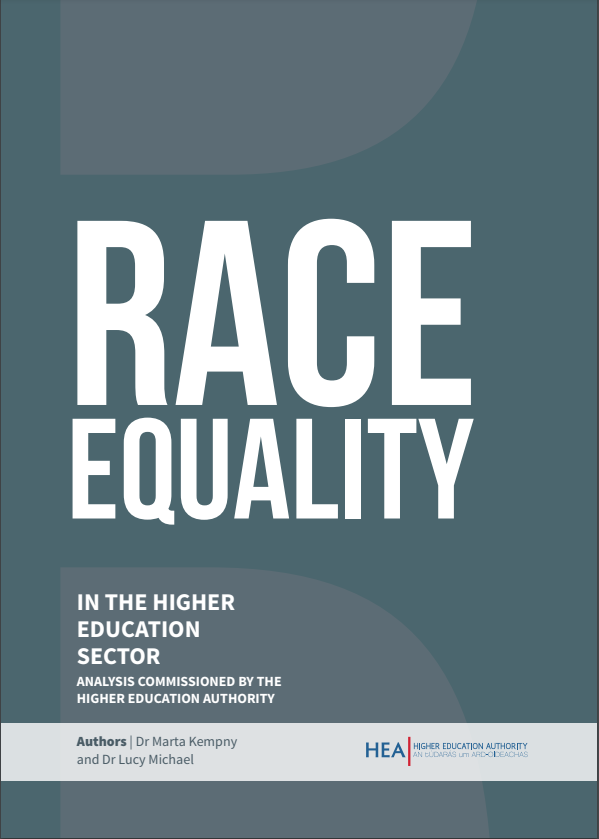 RACE
EQUALITY
IN THE HIGHER
EDUCATION
SECTOR
ANALYSIS COMMISSIONED BY THE
HIGHER EDUCATION AUTHORITY
Authors | Dr Marta Kempny
and Dr Lucy Michael
HEA
HIGHER EDUCATION AUTHORITY
AN tÚDARÁS um ARD-OIDEACHAS